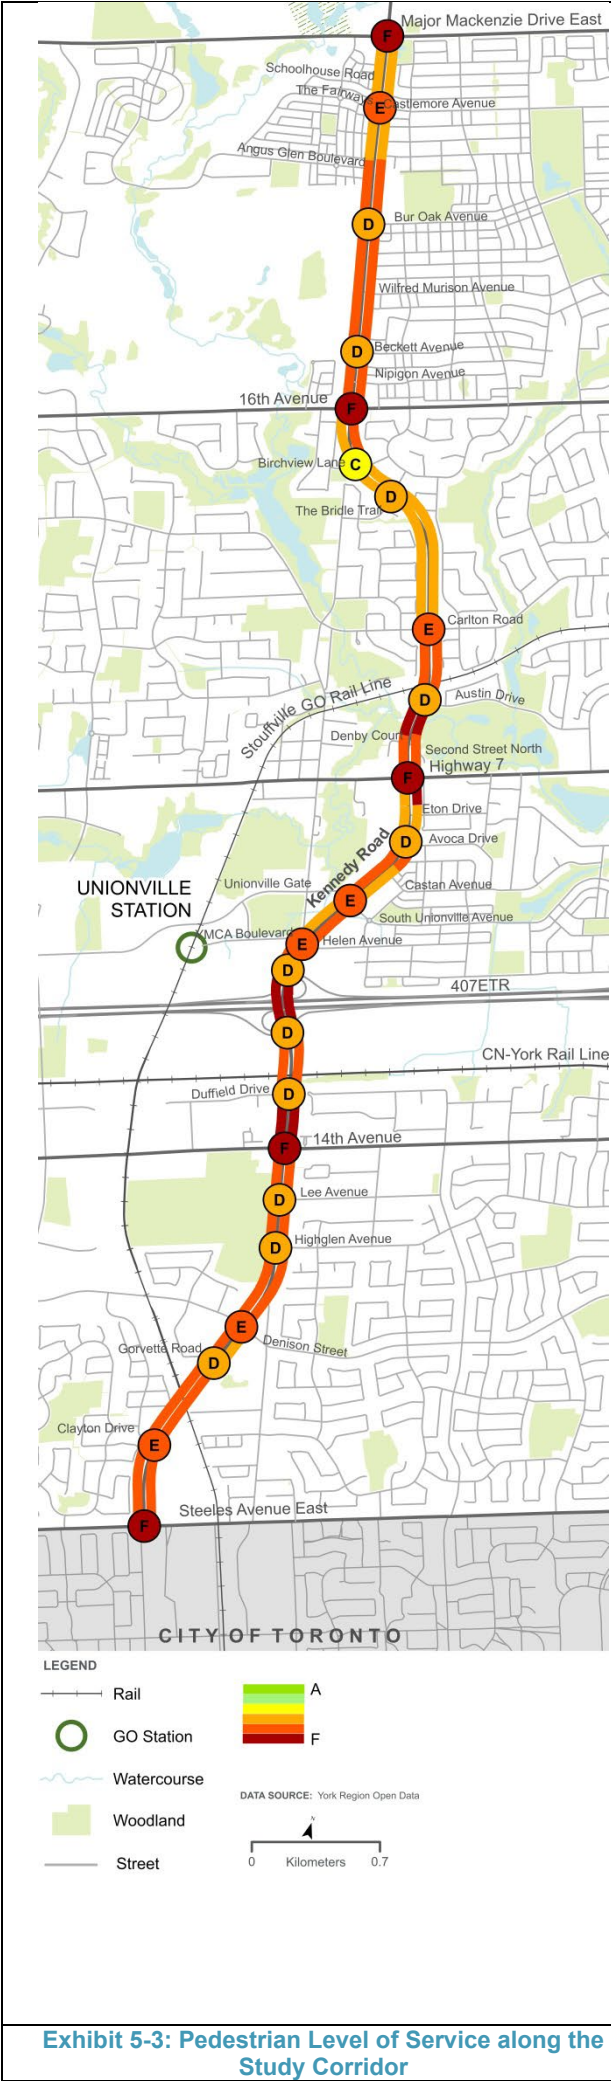 Major Mackenzie Drive East
F
Schoolhouse Road
The Fairways
E
Castlemore Avenue
Angus Glen Boulevard
D
Bur Oak Avenue
Wilfred Murison Avenue
D
Beckett Avenue
Nipigon Avenue
16th Avenue
F
Birchview Lane
C
D
The Bridle Trail
E
Carlton Road
Stouffville GO Rail Line
D
Austin Drive
Denby Cour
Second Street North
F
Highway 7
Eton Drive
D
Avoca Drive
Kennedy Road
Unionville Gate
Castan Avenue
UNIONVILLE
STATION
E
South Unionville Avenue
YMCA Boulevard
E
Helen Avenue
D
407ETR
D
CN-York Rail Line
Duffield Drive
D
14th Avenue
F
D
Lee Avenue
D
Highglen Avenue
E
Denison Street
Gorvette Road
D
Clayton Drive
E
Steeles Avenue East
F
CITY OF TORONTO
LEGEND
Rail
GO Station
Watercourse
Woodland
Street
A
F
DATA SOURCE: York Region Open Data
N
0 Kilometers 0.7
Exhibit 5-3: Pedestrian Level of Service along the
Study Corridor